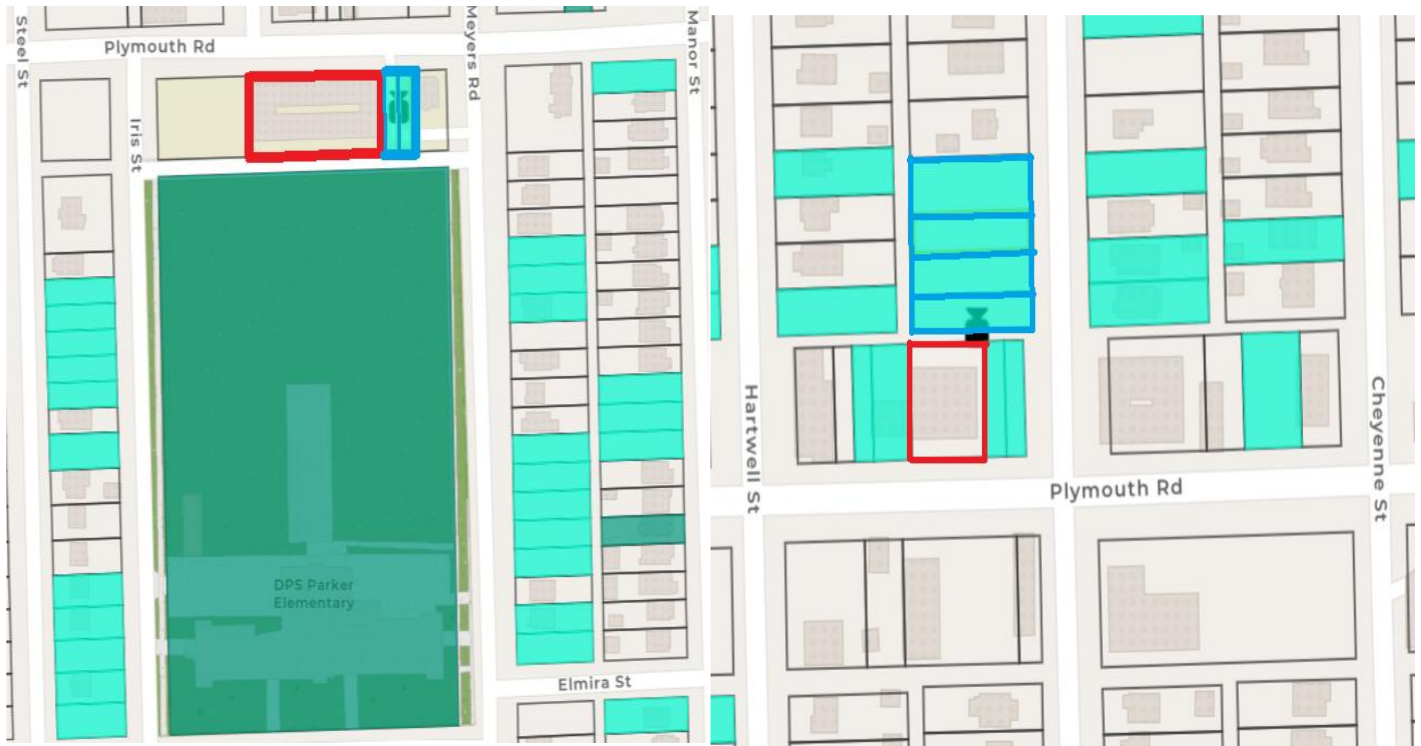 Steel St
Plymouth Rd
Meyers Rd
Manor St
Iris St
DPS Parker
Elementary
Elmira St
Hartwell St
Plymouth Rd
Cheyenne St